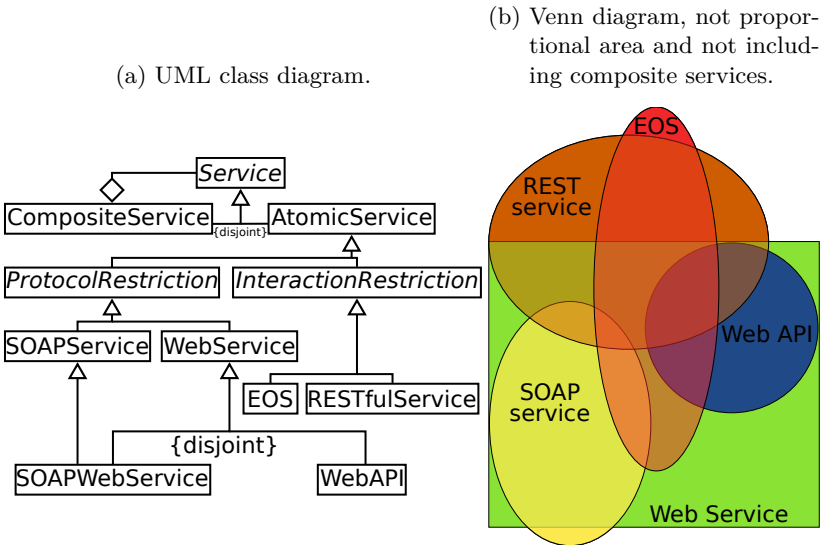 (a) UML class diagram.
Service
CompositeService
AtomicService
{disjoint}
ProtocolRestriction
InteractionRestriction
SOAPService
WebService
EOS
RESTfulService
{disjoint}
SOAPWebService
WebAPI
(b) Venn diagram, not propor-
tional area and not includ-
ing composite services.
EOS
REST
service
Web API
SOAP
service
Web Service